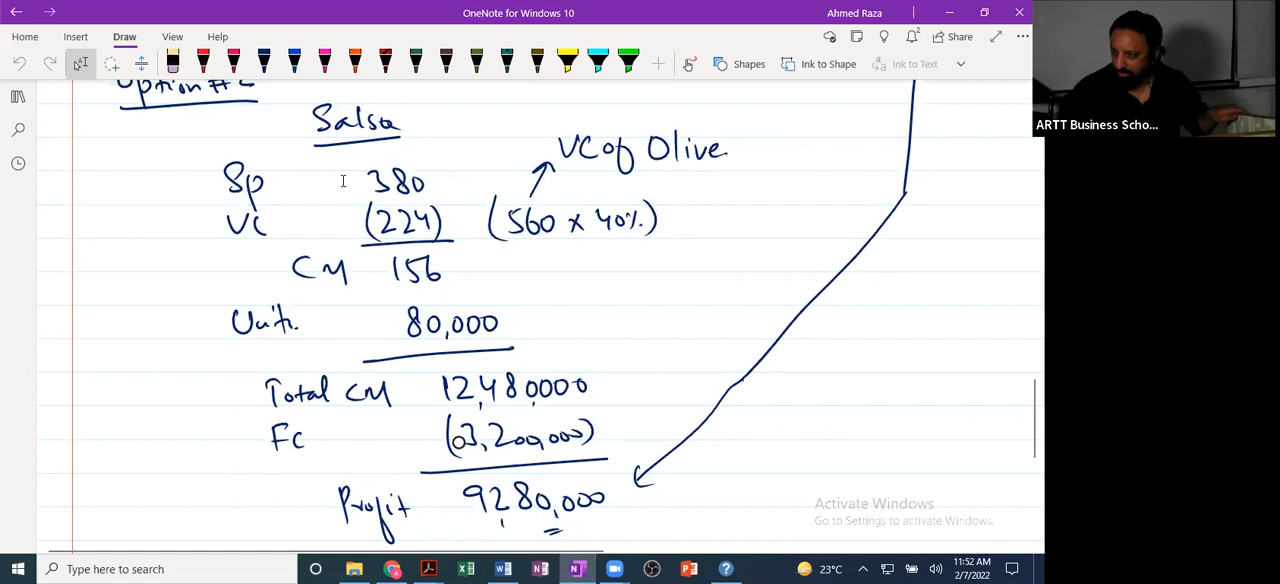 OneNote for Windows 10
Ahmed Raza
Home Insert Draw View Help
Share
Shapes
Ink to Shape
Ink to Text
ARTT Business Scho...
Salsa
VC of Olive
Sp 380
VC (224) (560 x 40%)
CM 156
Units 80,000
Total CM 12,480,000
FC (3,200,000)
Profit 9,280,000
Activate Windows
Go to Settings to activate Windows.
Type here to search
23°C
11:52 AM
2/7/2022